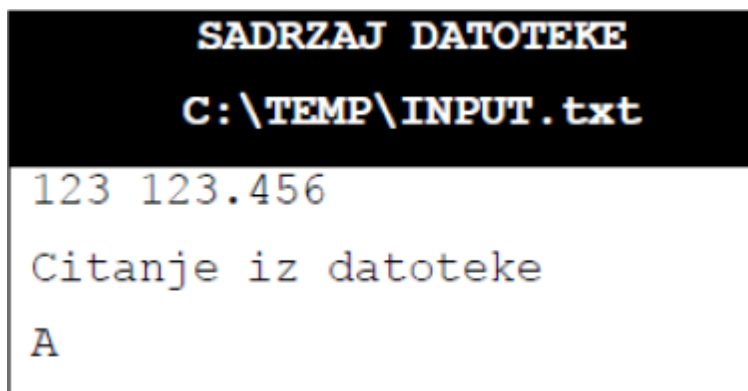 SADRZAJ DATOTEKE
C:\TEMP\INPUT.txt
123 123.456
Citanje iz datoteke
A